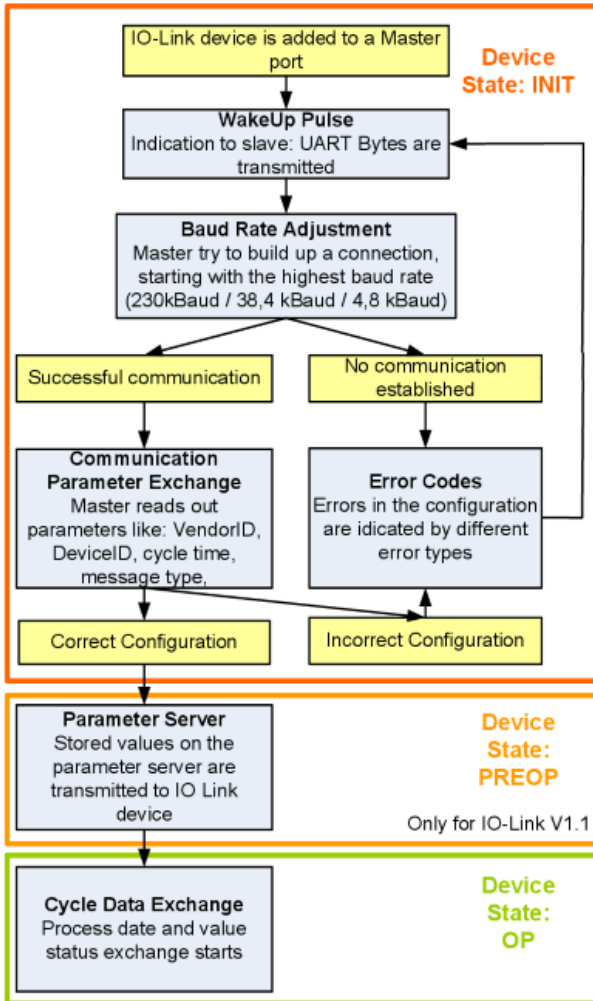 IO-Link device is added to a Master
port
Device
State: INIT
WakeUp Pulse
Indication to slave: UART Bytes are
transmitted
Baud Rate Adjustment
Master try to build up a connection,
starting with the highest baud rate
(230kBaud / 38,4 kBaud / 4,8 kBaud)
Successful communication
No communication
established
Communication
Parameter Exchange
Master reads out
parameters like: VendorID,
DeviceID, cycle time,
message type,
Error Codes
Errors in the configuration
are idicated by different
error types
Correct Configuration
Incorrect Configuration
Parameter Server
Stored values on the
parameter server are
transmitted to IO Link
device
Device
State:
PREOP
Only for IO-Link V1.1
Cycle Data Exchange
Process date and value
status exchange starts
Device
State:
OP